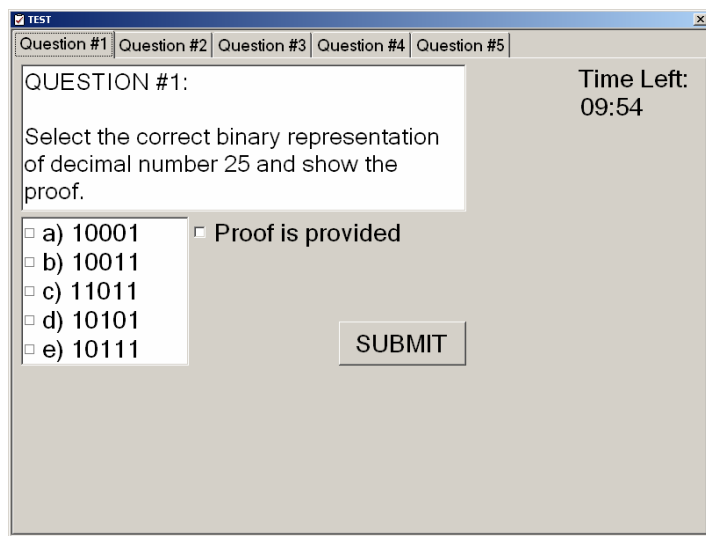 TEST
Question #1 Question #2 Question #3 Question #4 Question #5
QUESTION #1:
Select the correct binary representation
of decimal number 25 and show the
proof.
Time Left:
09:54
a) 10001
b) 10011
c) 11011
d) 10101
e) 10111
Proof is provided
SUBMIT